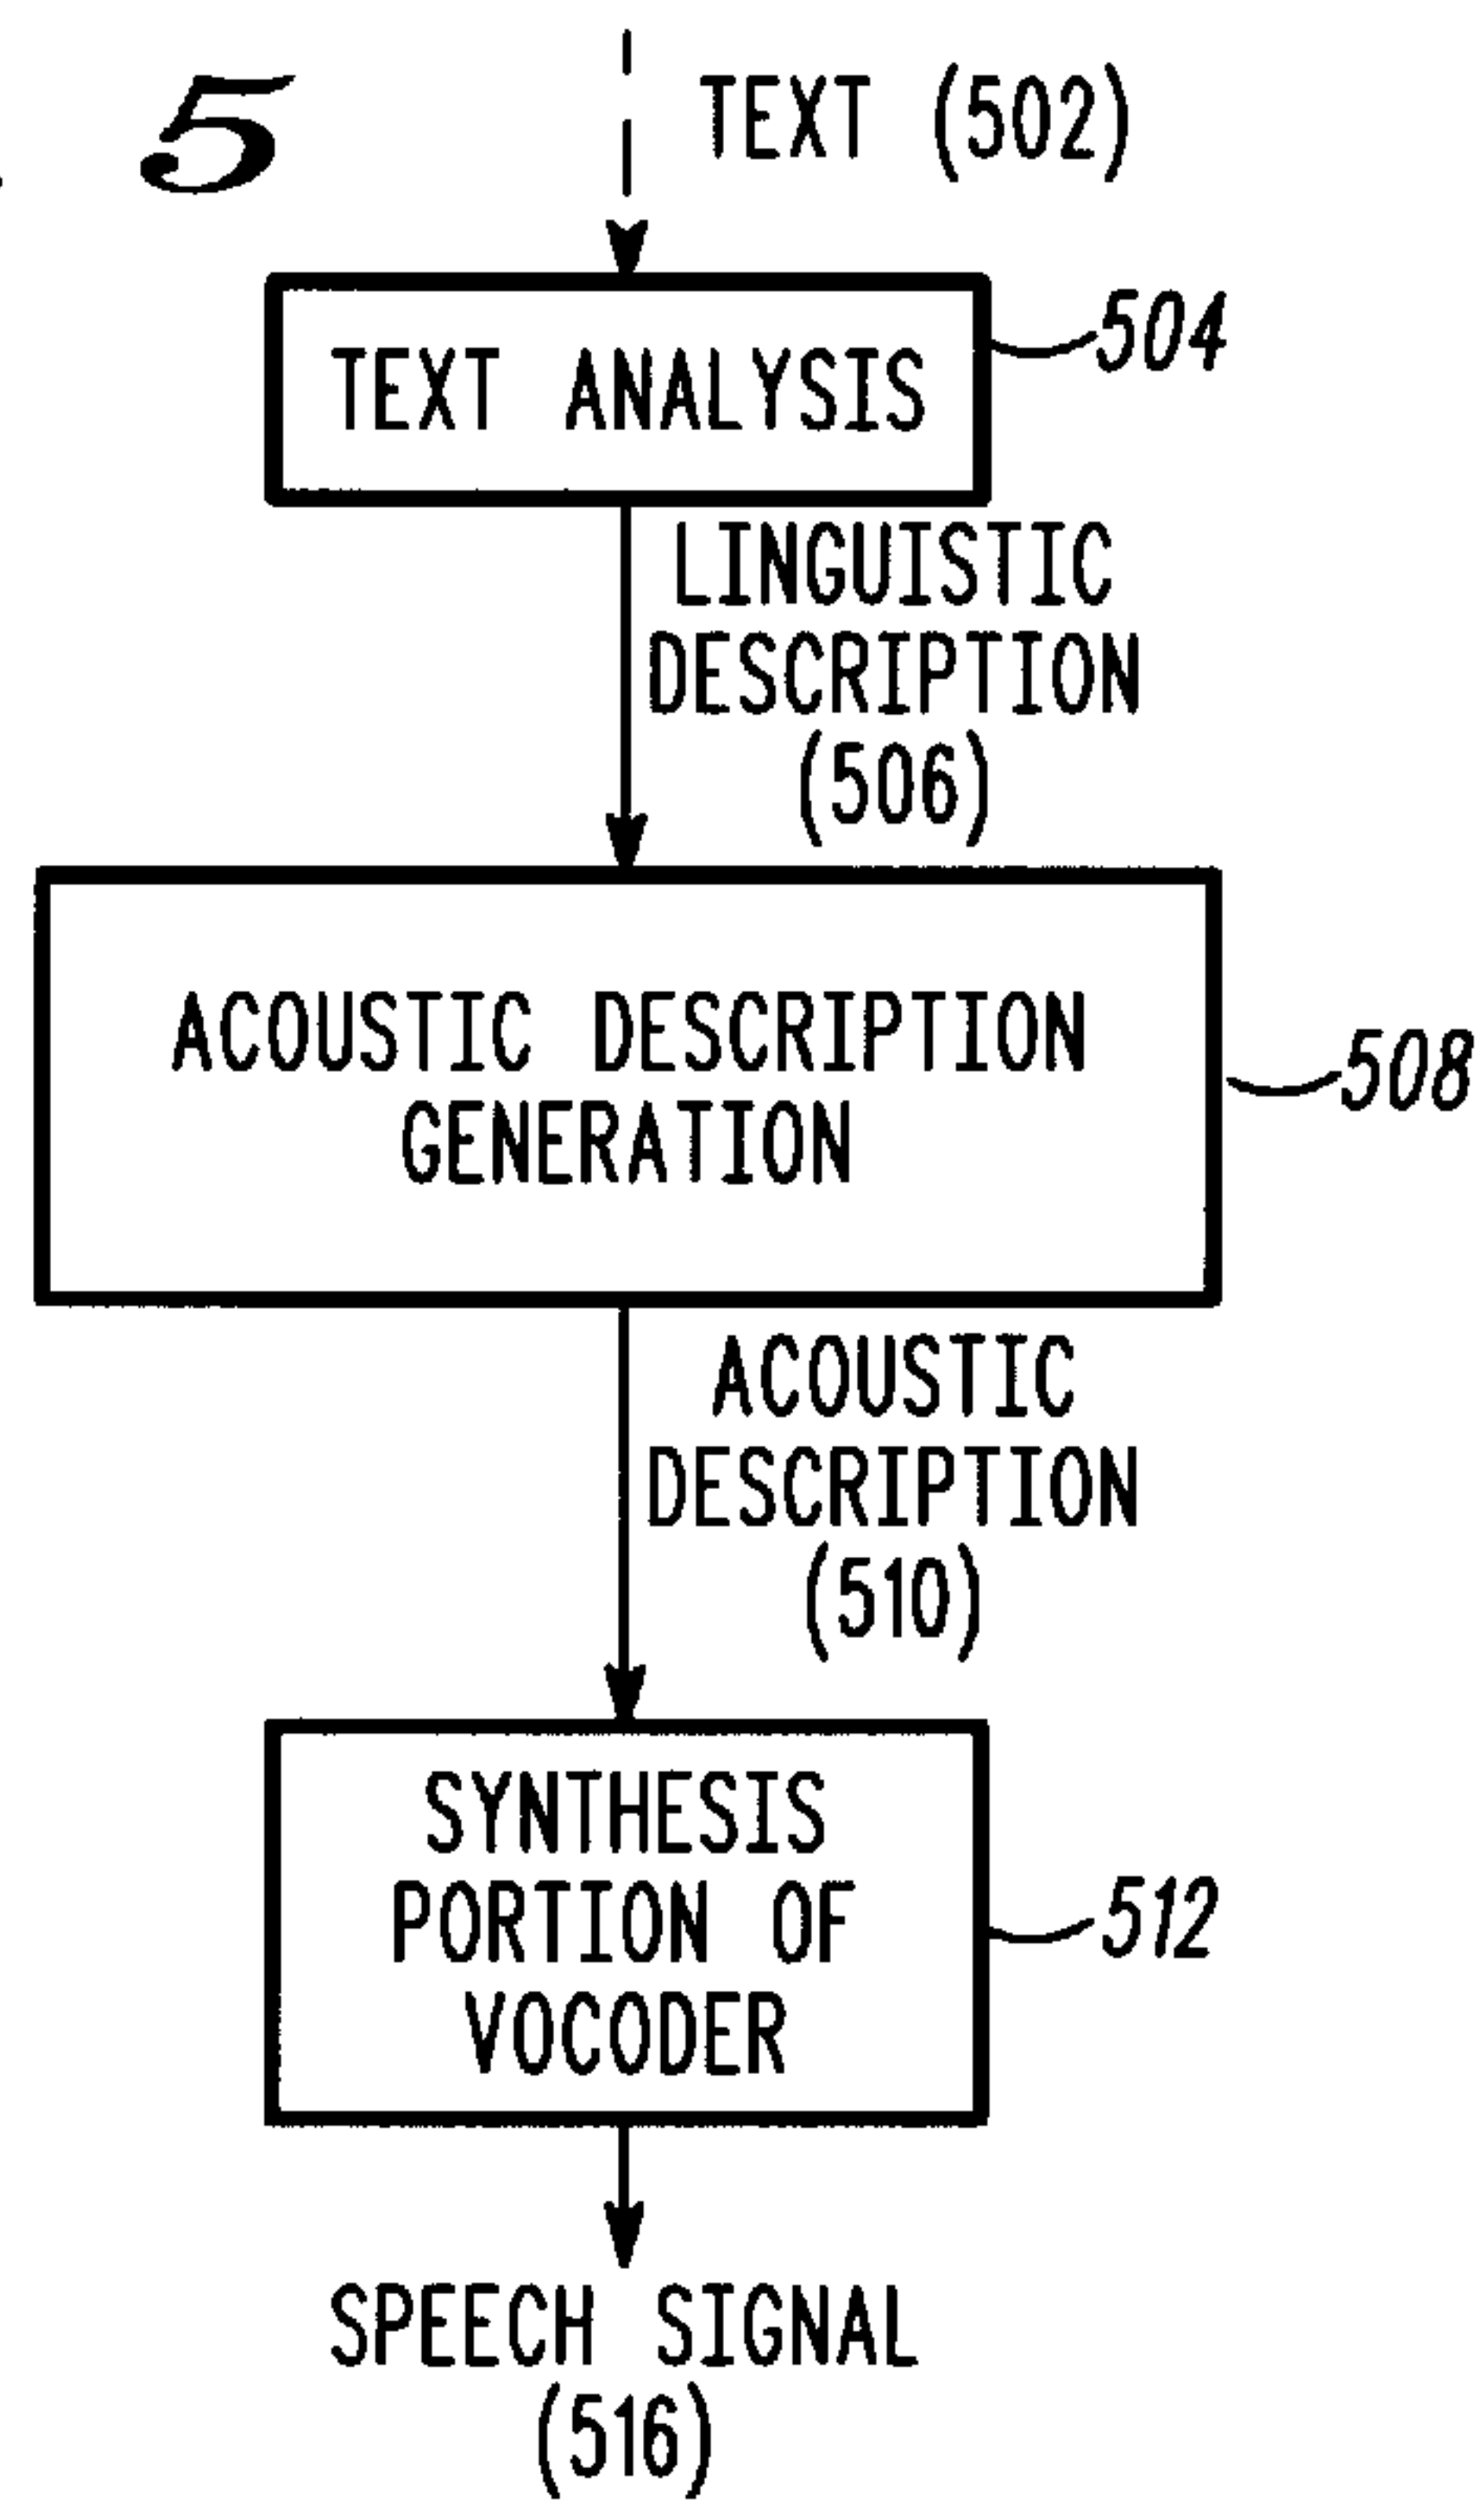 5
TEXT (502)
TEXT ANALYSIS
504
LINGUISTIC
DESCRIPTION
(506)
ACOUSTIC DESCRIPTION
GENERATION
508
ACOUSTIC
DESCRIPTION
(510)
SYNTHESIS
PORTION OF
VOCODER
512
SPEECH SIGNAL
(516)